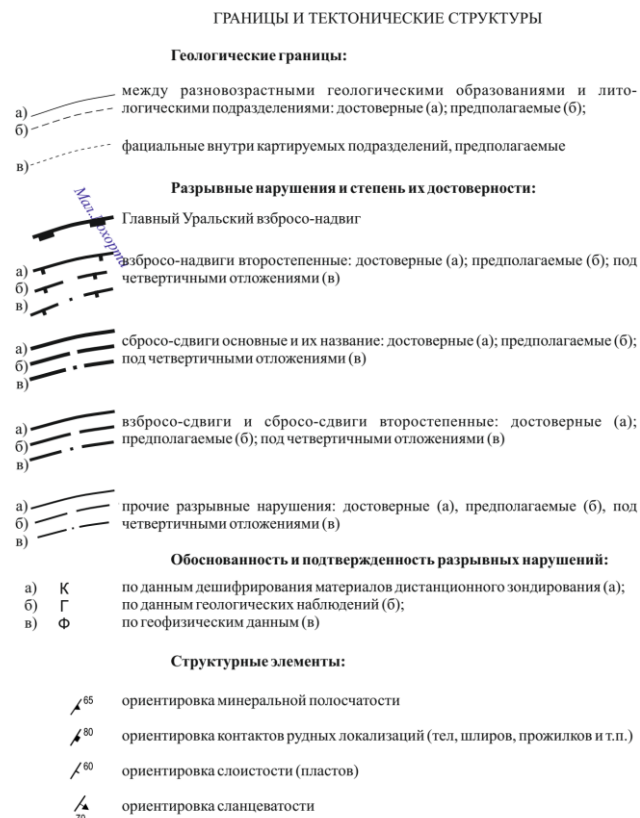 ГРАНИЦЫ И ТЕКТОНИЧЕСКИЕ СТРУКТУРЫ
Геологические границы:
а)
б)
между разновозрастными геологическими образованиями и лито-
логическими подразделениями: достоверные (а); предполагаемые (б);
в)
фациальные внутри картируемых подразделений, предполагаемые
Разрывные нарушения и степень их достоверности:
Главный Уральский взбросо-надвиг
а)
б)
в)
взбросо-надвиги второстепенные: достоверные (а); предполагаемые (б); под
четвертичными отложениями (в)
а)
б)
в)
сбросо-сдвиги основные и их название: достоверные (а); предполагаемые (б);
под четвертичными отложениями (в)
а)
б)
в)
взбросо-сдвиги и сбросо-сдвиги второстепенные: достоверные (а);
предполагаемые (б); под четвертичными отложениями (в)
а)
б)
в)
прочие разрывные нарушения: достоверные (а), предполагаемые (б), под
четвертичными отложениями (в)
Обоснованность и подтвержденность разрывных нарушений:
а) К по данным дешифрирования материалов дистанционного зондирования (а);
б) Г по данным геологических наблюдений (б);
в) Ф по геофизическим данным (в)
Структурные элементы:
65 ориентировка минеральной полосчатости
80 ориентировка контактов рудных локализаций (тел, шлиров, прожилков и т.п.)
60 ориентировка слоистости (пластов)
ориентировка сланцеватости